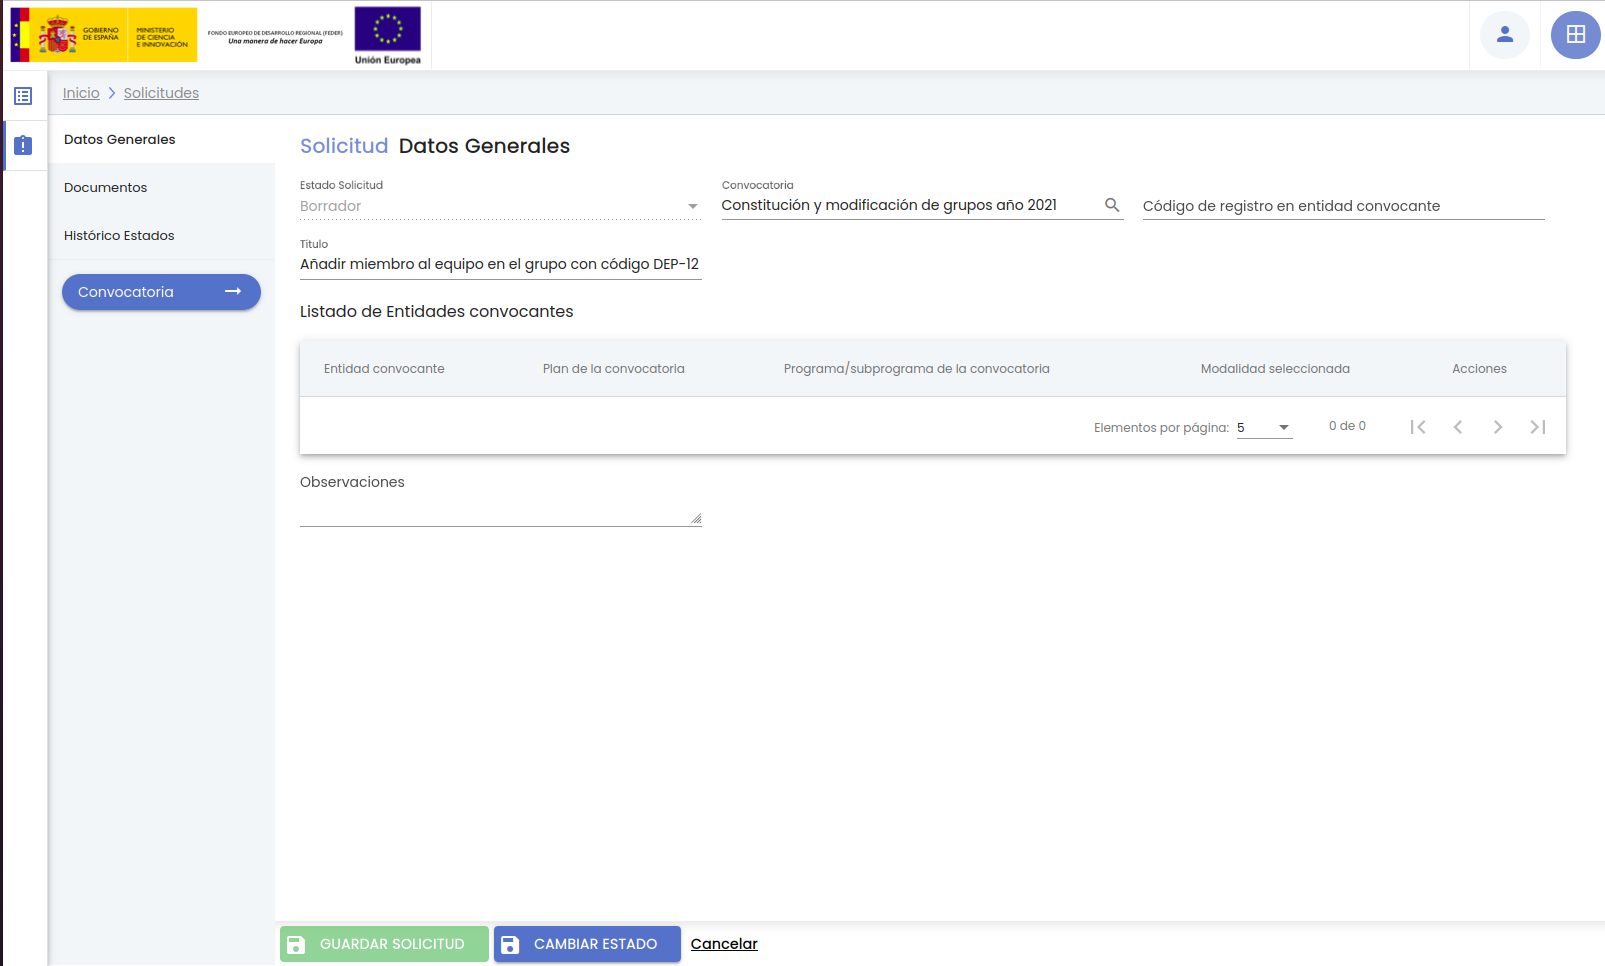 GOBIERNO DE ESPAÑA
MINISTERIO DE CIENCIA E INNOVACIÓN
FONDO EUROPEO DE DESARROLLO REGIONAL (FEDER)
Una manera de hacer Europa
Unión Europea
Inicio > Solicitudes
Datos Generales
Documentos
Histórico Estados
Convocatoria →
Solicitud Datos Generales
Estado Solicitud
Borrador
Convocatoria
Constitución y modificación de grupos año 2021
Código de registro en entidad convocante
Título
Añadir miembro al equipo en el grupo con código DEP-12
Listado de Entidades convocantes
Entidad convocante Plan de la convocatoria Programa/subprograma de la convocatoria Modalidad seleccionada Acciones
Elementos por página: 5 0 de 0
Observaciones
GUARDAR SOLICITUD CAMBIAR ESTADO Cancelar